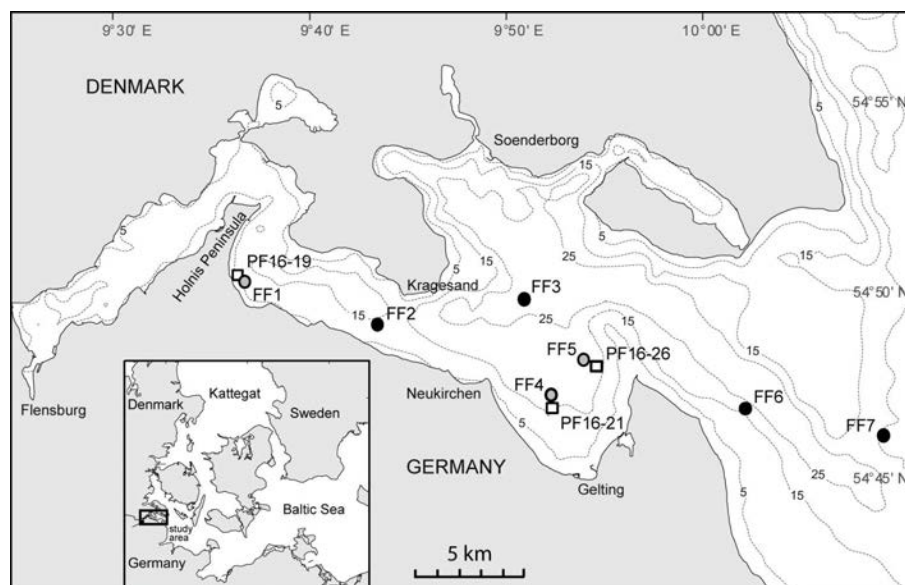 9°30' E
9°40' E
9°50' E
10°00' E
DENMARK
5
5
54°55' N
Soenderborg
15
15
5
Holnis Peninsula
PF16-19
FF1
5
15
25
5
15
Kragesand
FF3
54°50' N
15
FF2
25
15
15
FF5
PF16-26
Neukirchen
FF4
FF6
Flensburg
5
PF16-21
FF7
GERMANY
Gelting
5
15
25
15
54°45' N
Denmark
Kattegat
Sweden
Baltic Sea
study
area
Germany
5 km